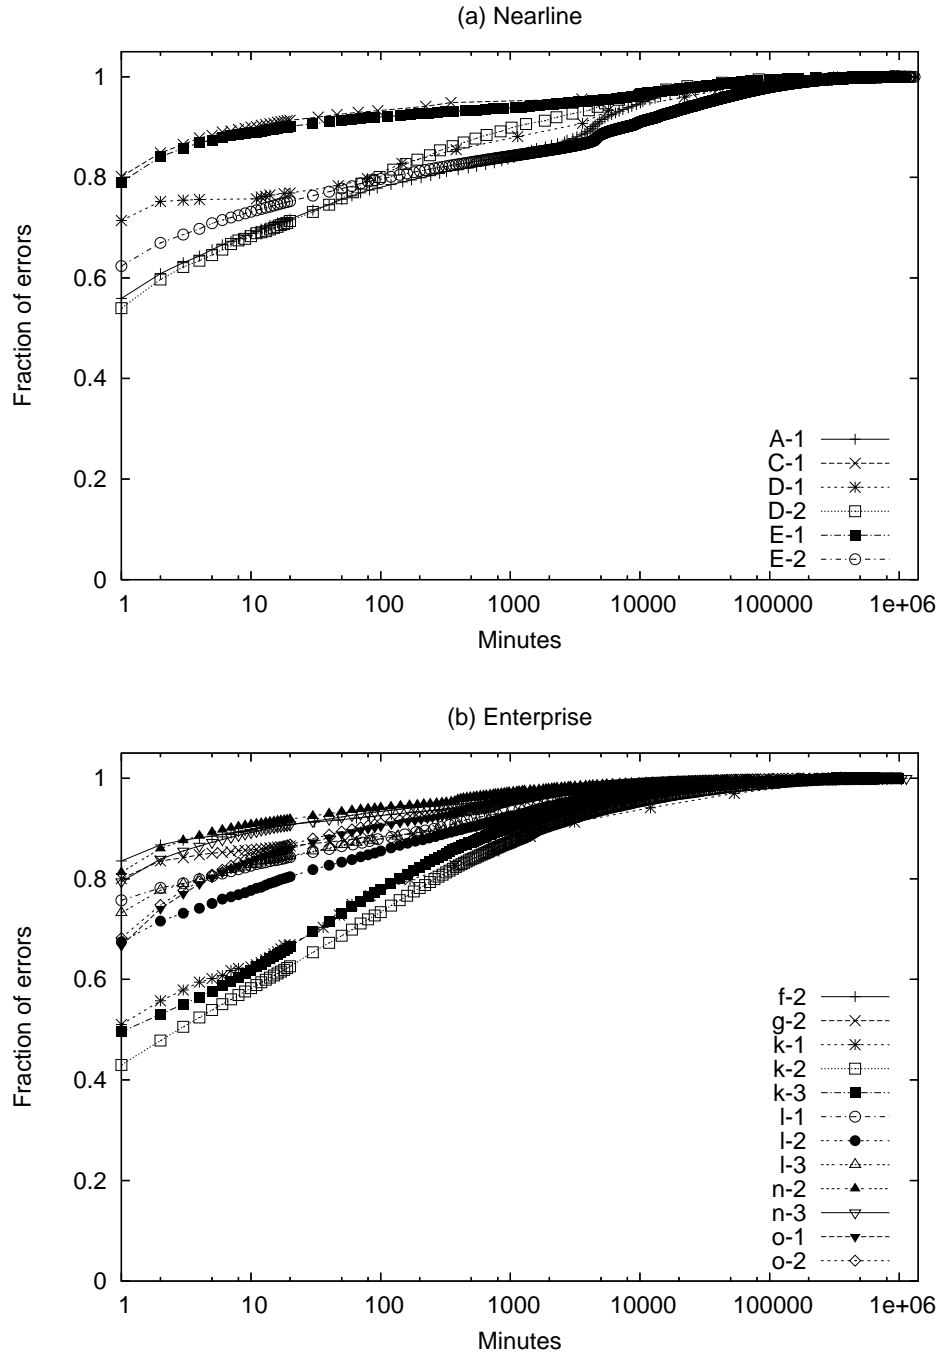 (a) Nearline
1
0.8
0.6
0.4
0.2
0
Fraction of errors
A-1
C-1
D-1
D-2
E-1
E-2
1 10 100 1000 10000 100000 1e+06
Minutes
(b) Enterprise
1
0.8
0.6
0.4
0.2
0
Fraction of errors
f-2
g-2
k-1
k-2
k-3
l-1
l-2
l-3
n-2
n-3
o-1
o-2
1 10 100 1000 10000 100000 1e+06
Minutes